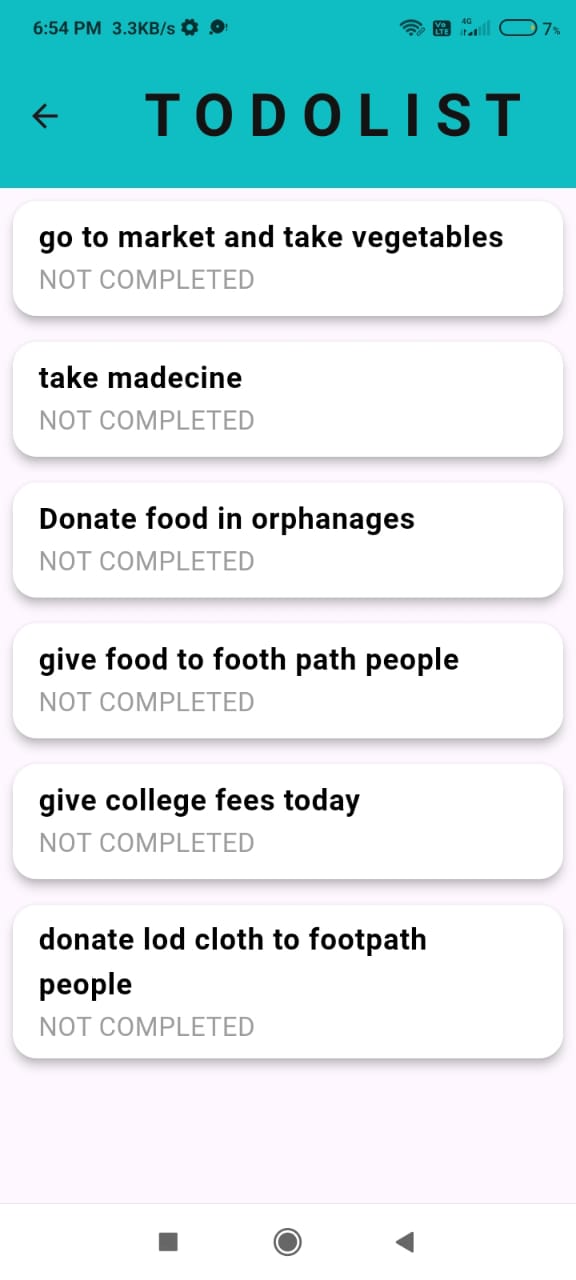 6:54 PM 3.3KB/s Vo LTE 4G 7%
TODOLIST
go to market and take vegetables
NOT COMPLETED
take madecine
NOT COMPLETED
Donate food in orphanages
NOT COMPLETED
give food to footh path people
NOT COMPLETED
give college fees today
NOT COMPLETED
donate lod cloth to footpath
people
NOT COMPLETED